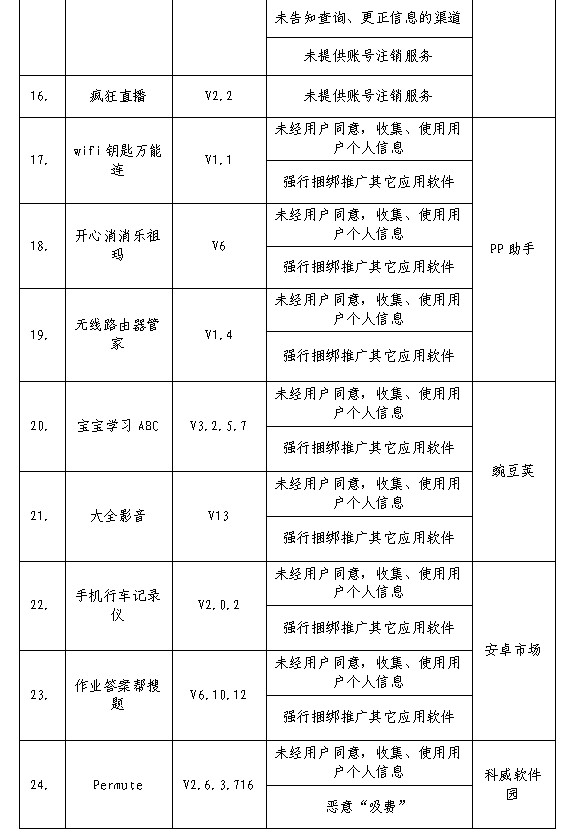 未告知查询、更正信息的渠道
未提供账号注销服务
16.
疯狂直播
V2.2
未提供账号注销服务
17.
wifi钥匙万能
连
V1.1
未经用户同意，收集、使用用
户个人信息
强行捆绑推广其它应用软件
PP助手
18.
开心消消乐祖
玛
V6
未经用户同意，收集、使用用
户个人信息
强行捆绑推广其它应用软件
19.
无线路由器管
家
V1.4
未经用户同意，收集、使用用
户个人信息
强行捆绑推广其它应用软件
20.
宝宝学习ABC
V3.2.5.7
未经用户同意，收集、使用用
户个人信息
强行捆绑推广其它应用软件
豌豆荚
21.
大全影音
V13
未经用户同意，收集、使用用
户个人信息
强行捆绑推广其它应用软件
22.
手机行车记录
仪
V2.0.2
未经用户同意，收集、使用用
户个人信息
强行捆绑推广其它应用软件
安卓市场
23.
作业答案帮搜
题
V6.10.12
未经用户同意，收集、使用用
户个人信息
强行捆绑推广其它应用软件
24.
Permute
V2.6.3.716
未经用户同意，收集、使用用
户个人信息
恶意“吸费”
科威软件
园